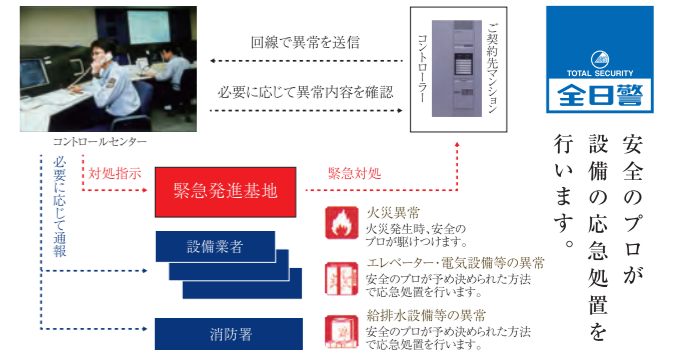 回線で異常を送信
必要に応じて異常内容を確認
コントローラー
ご契約先マンション
TOTAL SECURITY
全日警
コントロールセンター
必要に応じて通報
対処指示
緊急発進基地
緊急対処
設備業者
消防署
火災異常
火災発生時、安全の
プロが駆けつけます。
エレベーター・電気設備等の異常
安全のプロが予め決められた方法
で応急処置を行います。
給排水設備等の異常
安全のプロが予め決められた方法
で応急処置を行います。
安全のプロが
設備の応急処置を
行います。